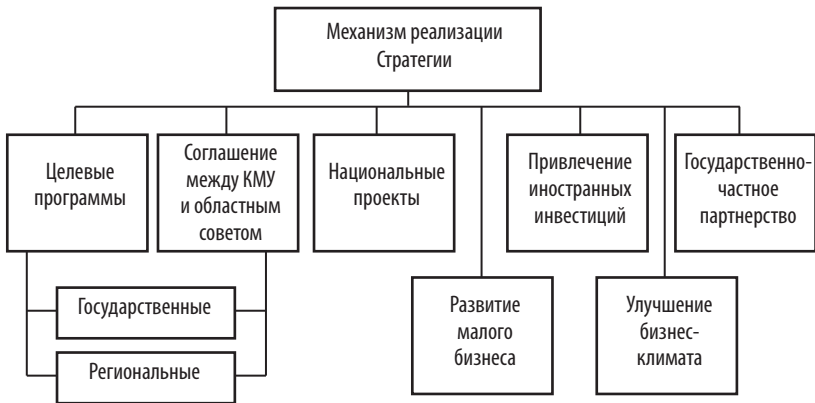 Механизм реализации
Стратегии
Целевые
программы
Соглашение
между КМУ
и областным
советом
Национальные
проекты
Привлечение
иностранных
инвестиций
Государственно-
частное
партнерство
Государственные
Региональные
Развитие
малого
бизнеса
Улучшение
бизнес-
климата